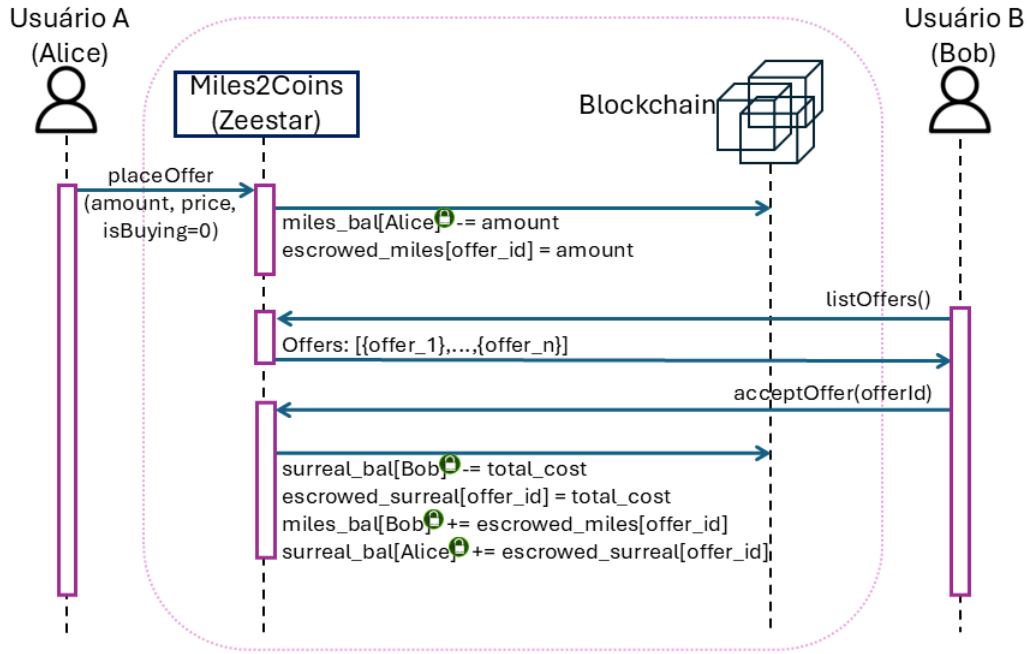 Usuário A
(Alice)
Miles2Coins
(Zeestar)
Blockchain
Usuário B
(Bob)
placeOffer
(amount, price,
isBuying=0)
miles_bal[Alice] -= amount
escrowed_miles[offer_id] = amount
listOffers()
Offers: [{offer_1},...,{offer_n}]
acceptOffer(offerId)
surreal_bal[Bob] -= total_cost
escrowed_surreal[offer_id] = total_cost
miles_bal[Bob] += escrowed_miles[offer_id]
surreal_bal[Alice] += escrowed_surreal[offer_id]